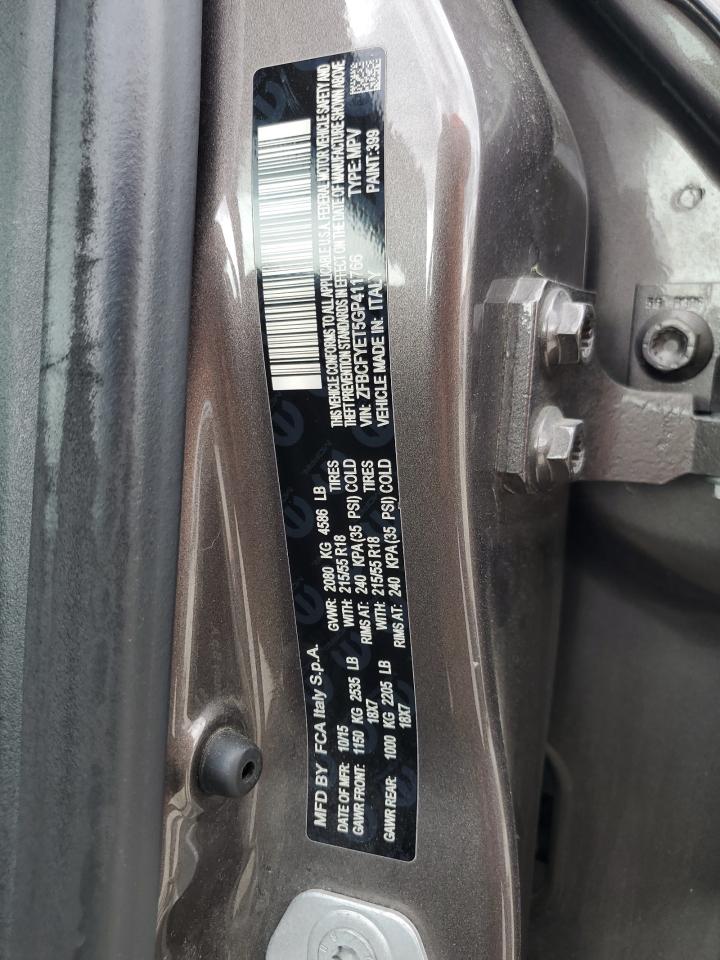 MFD BY FCA Italy S.p.A.
DATE OF MFR: 10/15 GVWR: 2080 KG 4586 LB
GAWR FRONT: 1150 KG 2535 LB WITH: 215/55 R18 TIRES
18X7 RIMS AT: 240 KPA (35 PSI) COLD
GAWR REAR: 1000 KG 2205 LB WITH: 215/55 R18 TIRES
18X7 RIMS AT: 240 KPA (35 PSI) COLD
THIS VEHICLE CONFORMS TO ALL APPLICABLE U.S.A. FEDERAL MOTOR VEHICLE SAFETY AND
THEFT PREVENTION STANDARDS IN EFFECT ON THE DATE OF MANUFACTURE SHOWN ABOVE
VIN: ZFBCFYET5GP411766 TYPE: MPV
VEHICLE MADE IN: ITALY PAINT:399